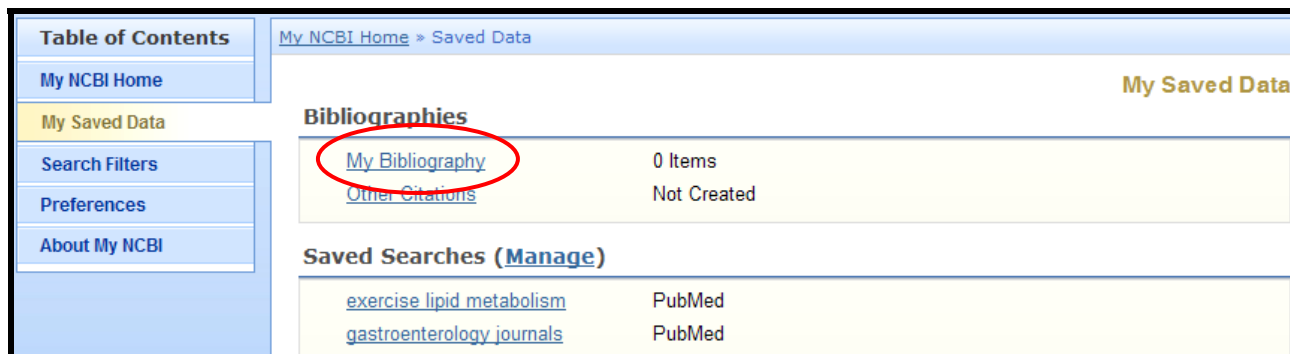 Table of Contents
My NCBI Home
My Saved Data
Search Filters
Preferences
About My NCBI
My NCBI Home » Saved Data
My Saved Data
Bibliographies
My Bibliography 0 Items
Other Citations Not Created
Saved Searches (Manage)
exercise lipid metabolism PubMed
gastroenterology journals PubMed